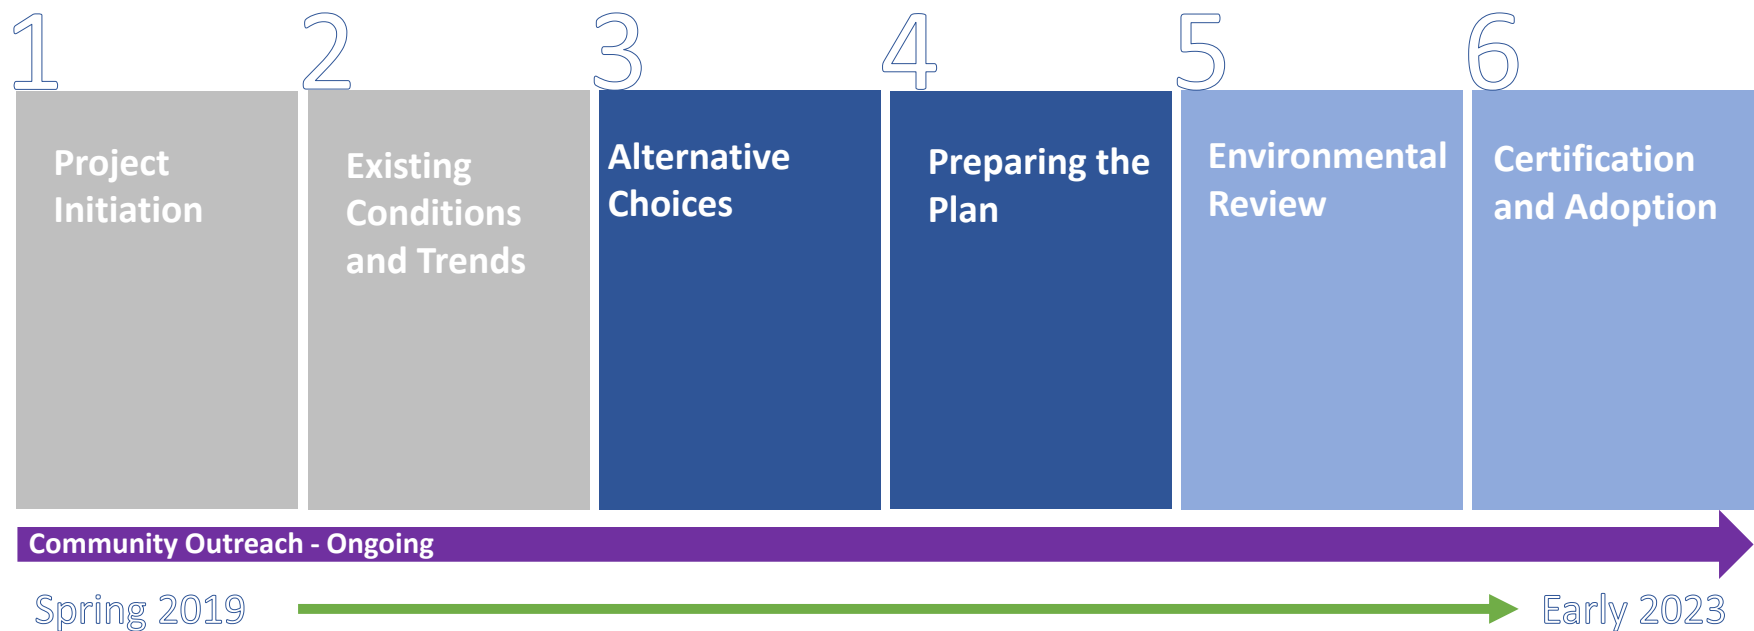 1
2
3
4
5
6
Project
Initiation
Existing
Conditions
and Trends
Alternative
Choices
Preparing the
Plan
Environmental
Review
Certification
and Adoption
Community Outreach - Ongoing
Spring 2019
Early 2023